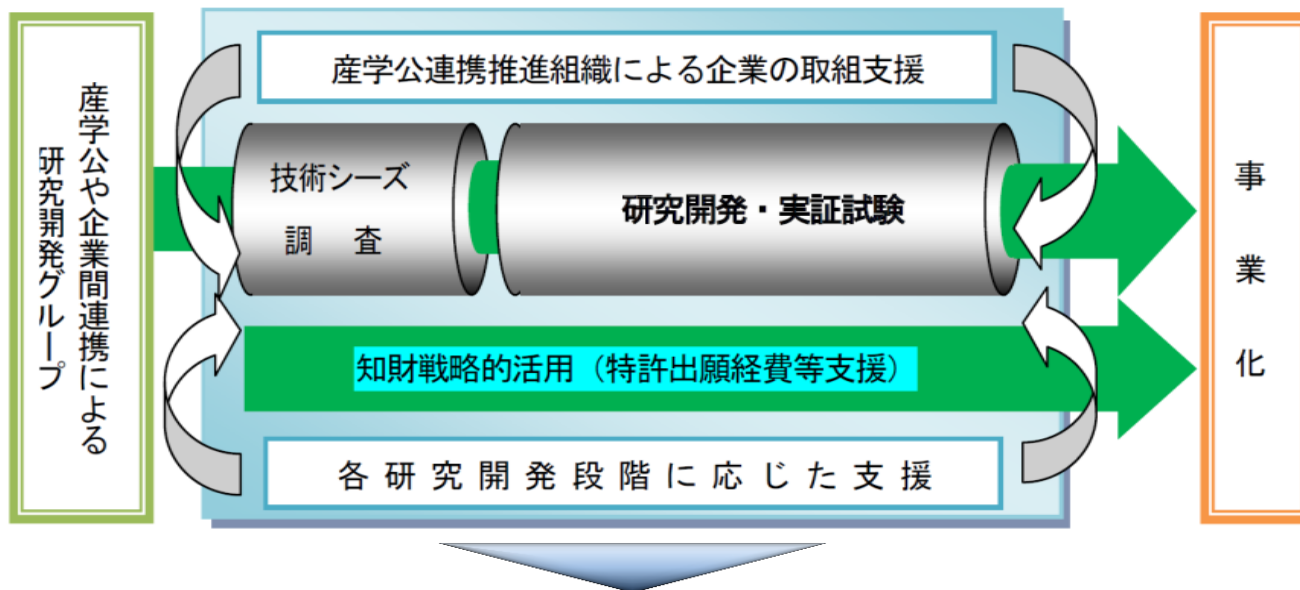 産学公や企業間連携による
研究開発グループ
産学公連携推進組織による企業の取組支援
技術シーズ
調　査
研究開発・実証試験
知財戦略的活用（特許出願経費等支援）
各研究開発段階に応じた支援
事業化